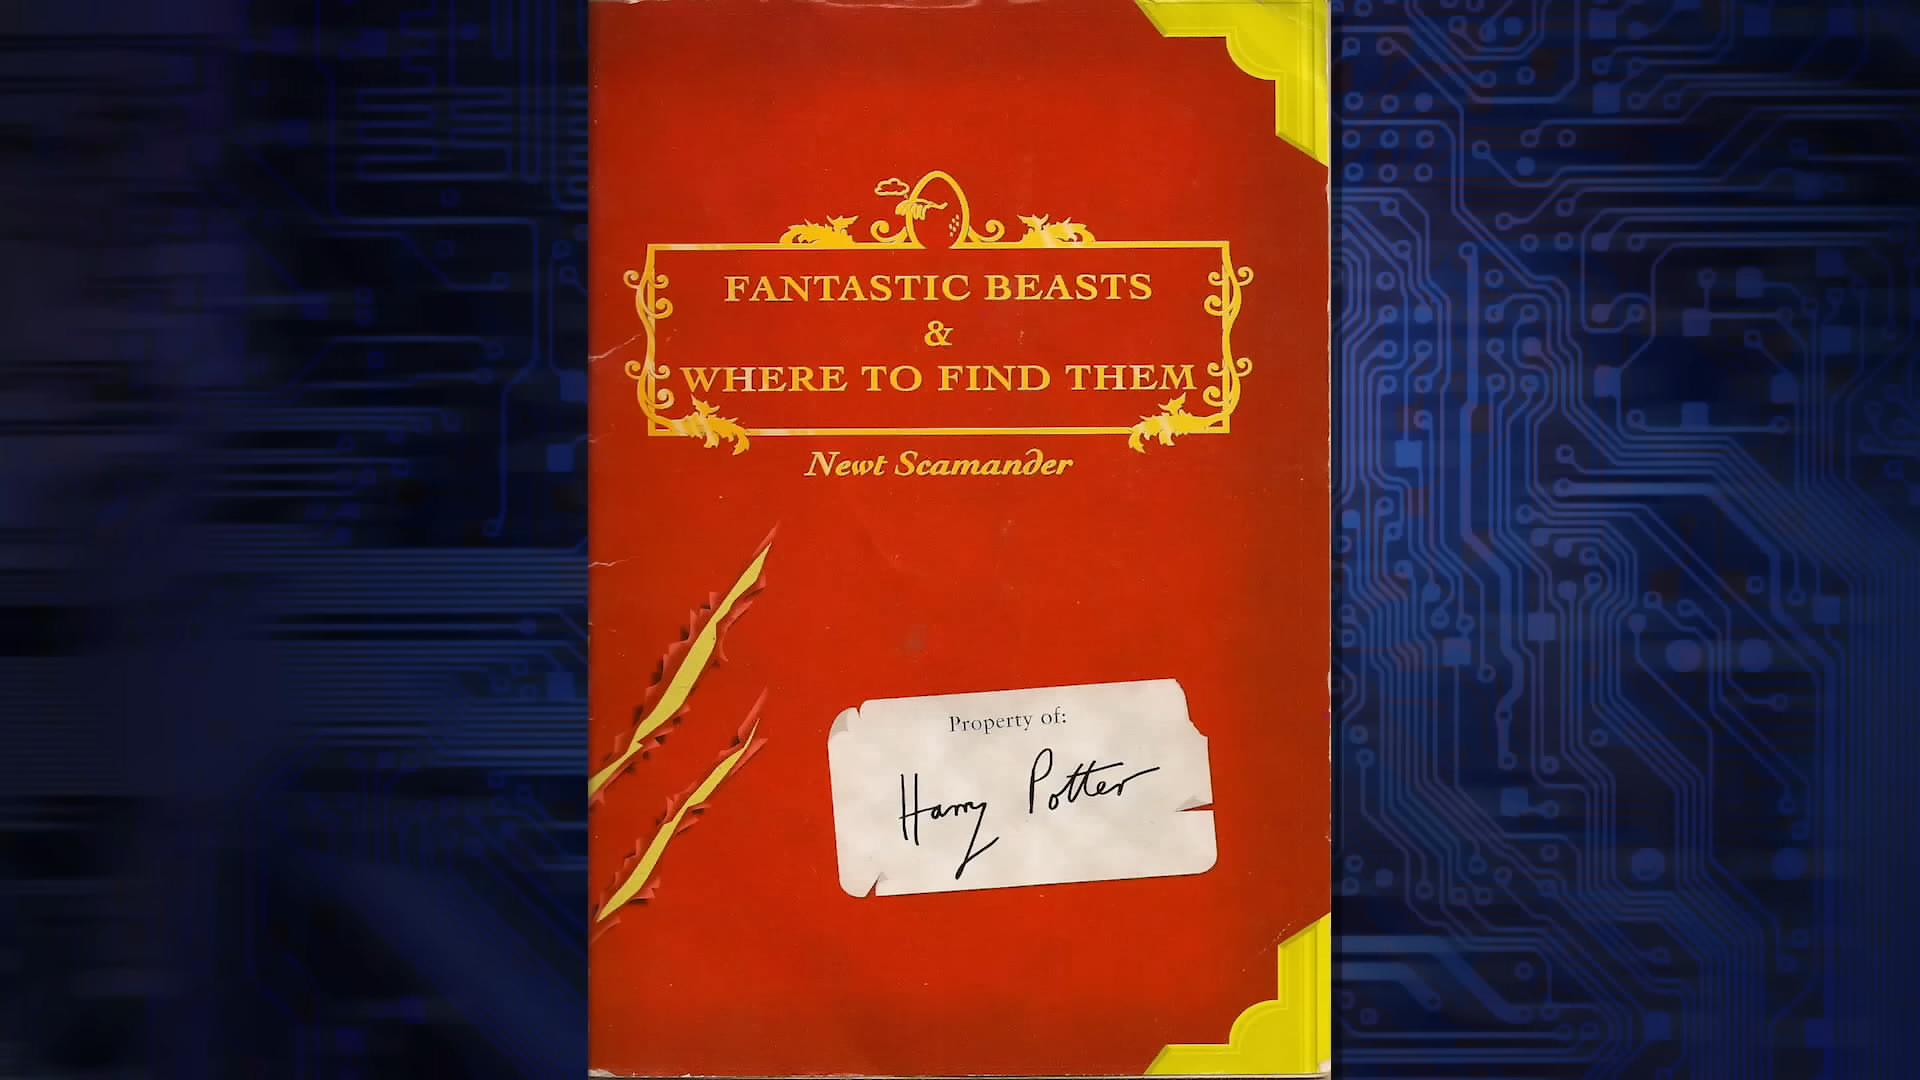 FANTASTIC BEASTS
&
WHERE TO FIND THEM
Newt Scamander
Property of:
Harry Potter